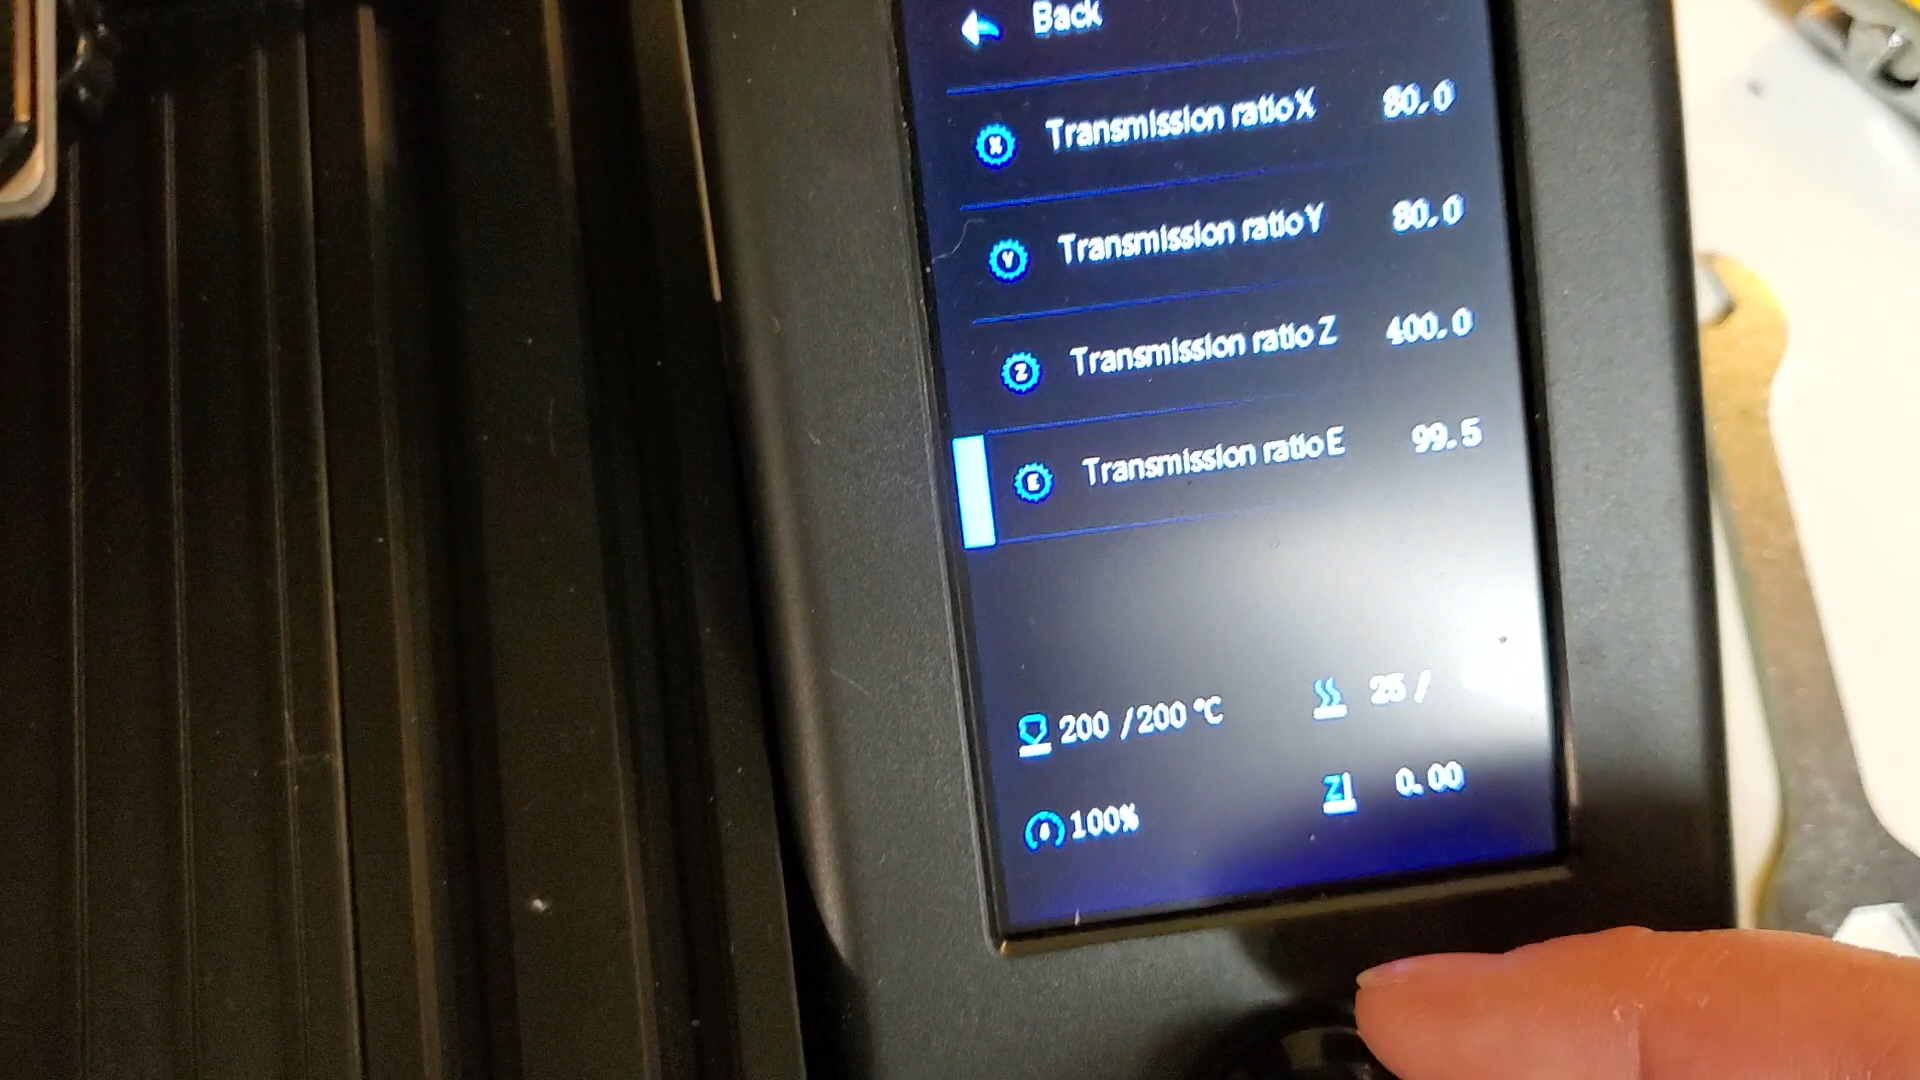 Back
X Transmission ratio X 80.0
Y Transmission ratio Y 80.0
Z Transmission ratio Z 400.0
E Transmission ratio E 99.5
200 /200 ℃ 25 /
100% Z 0.00